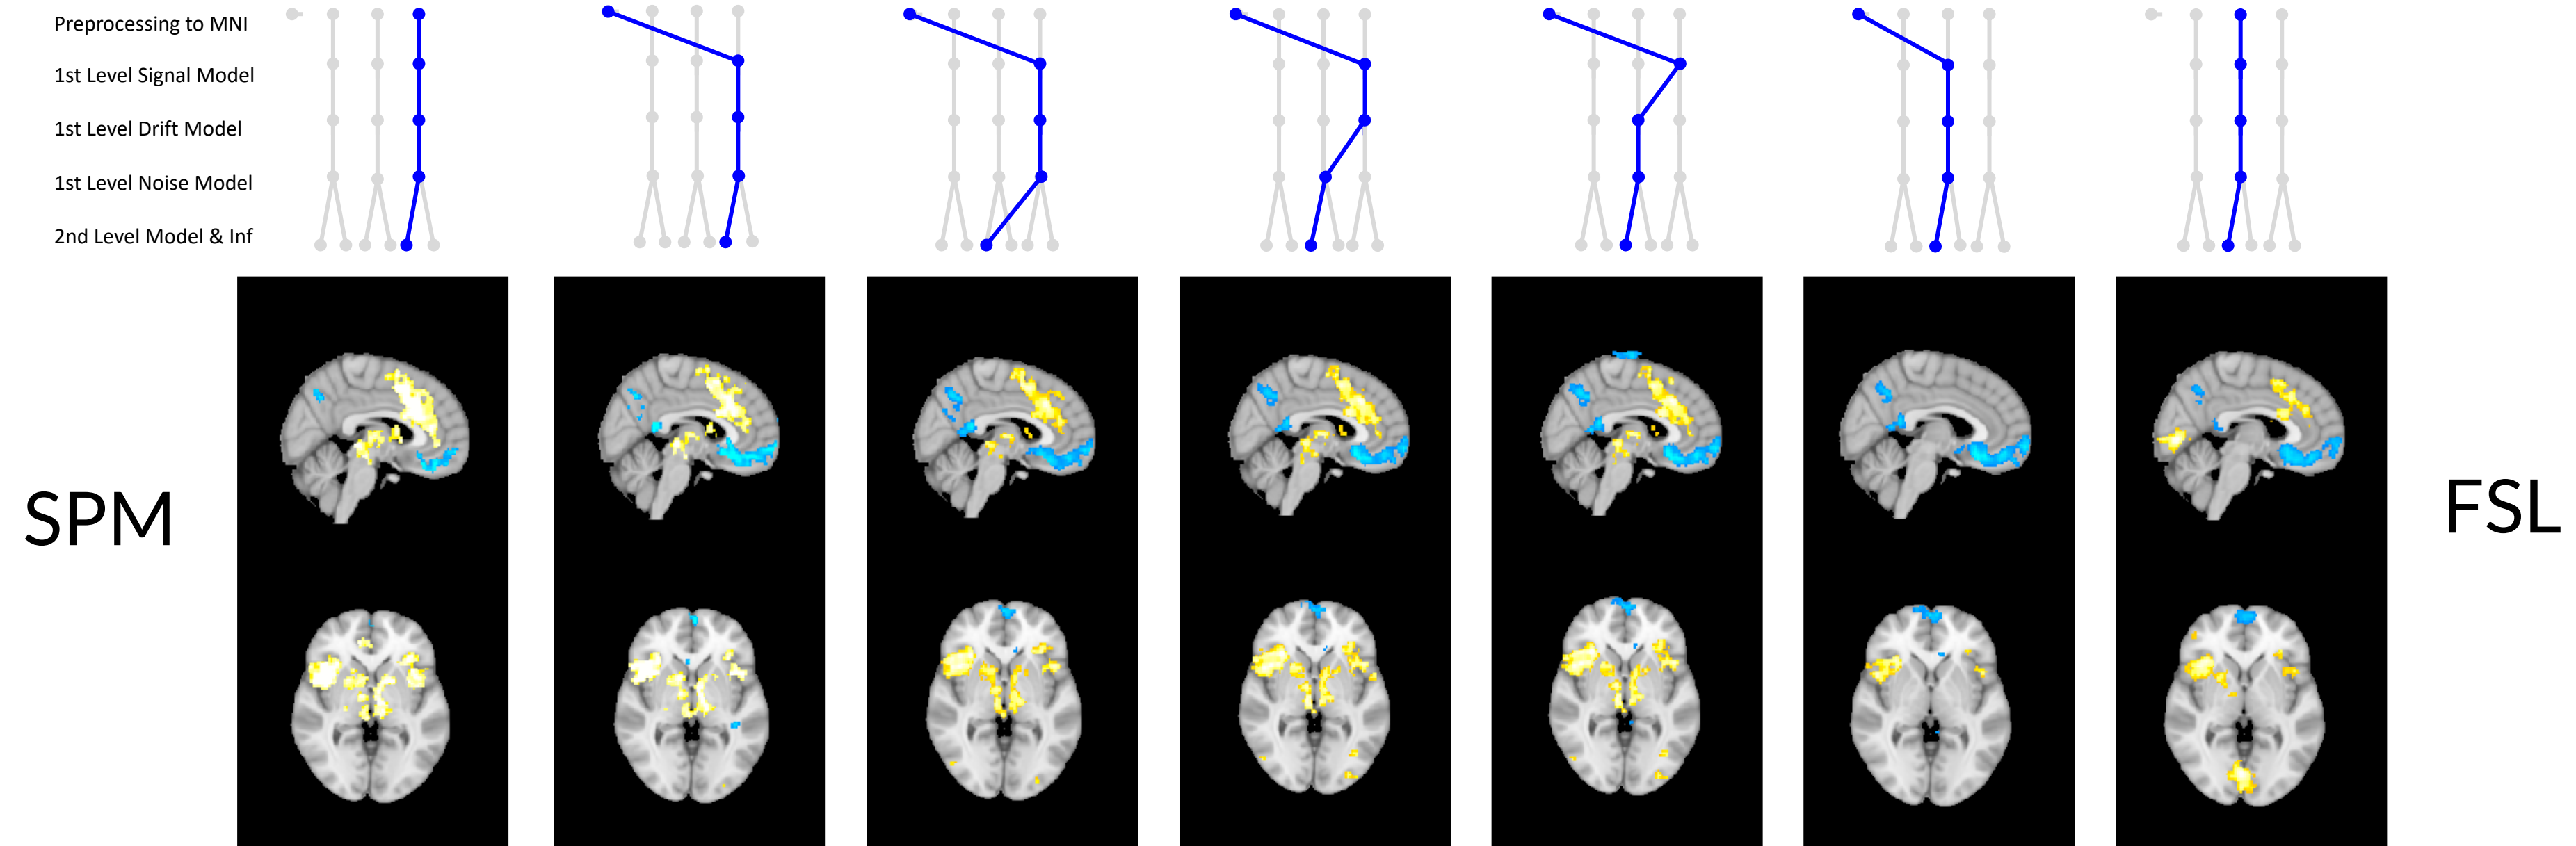 Preprocessing to MNI
1st Level Signal Model
1st Level Drift Model
1st Level Noise Model
2nd Level Model & Inf
SPM
FSL